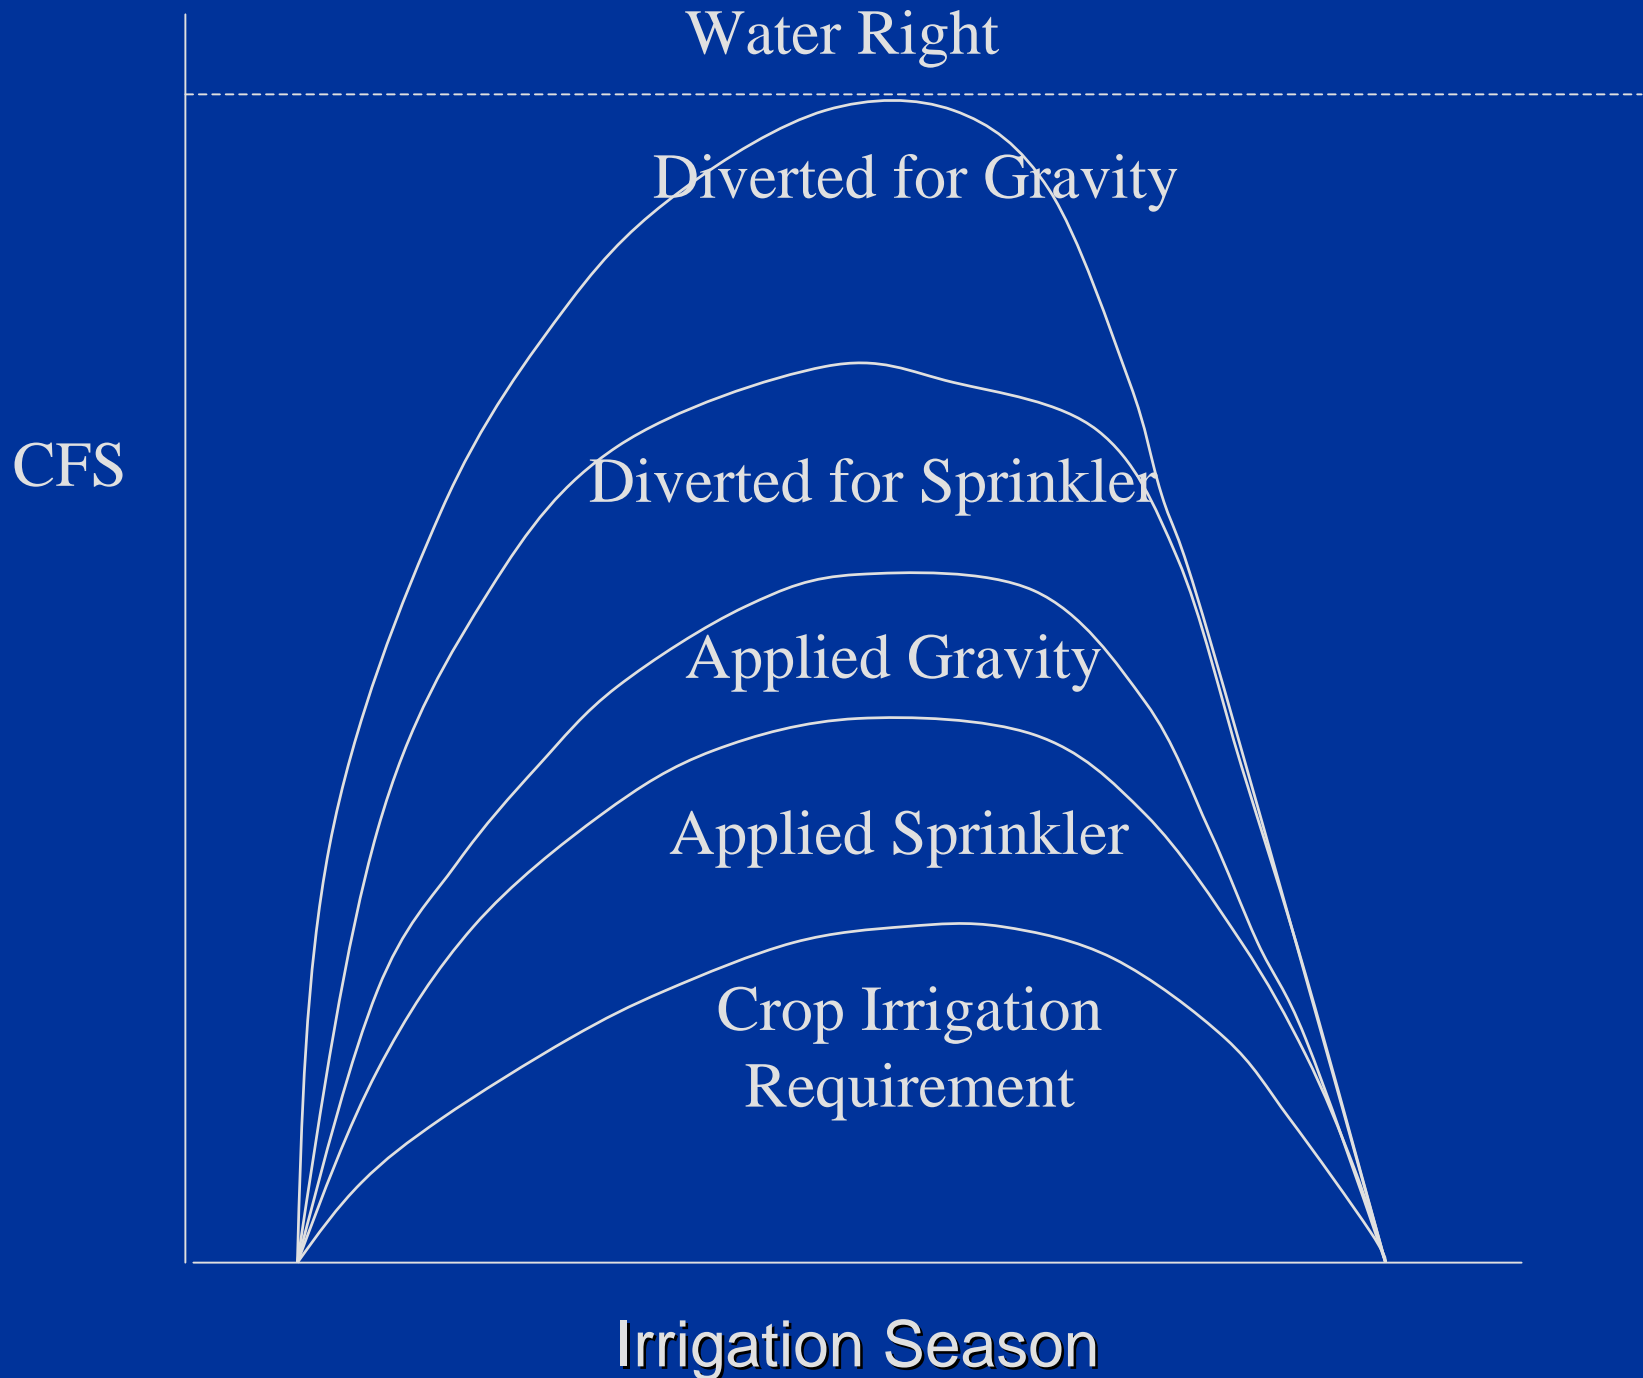 Water Right
Diverted for Gravity
CFS
Diverted for Sprinkler
Applied Gravity
Applied Sprinkler
Crop Irrigation
Requirement
Irrigation Season